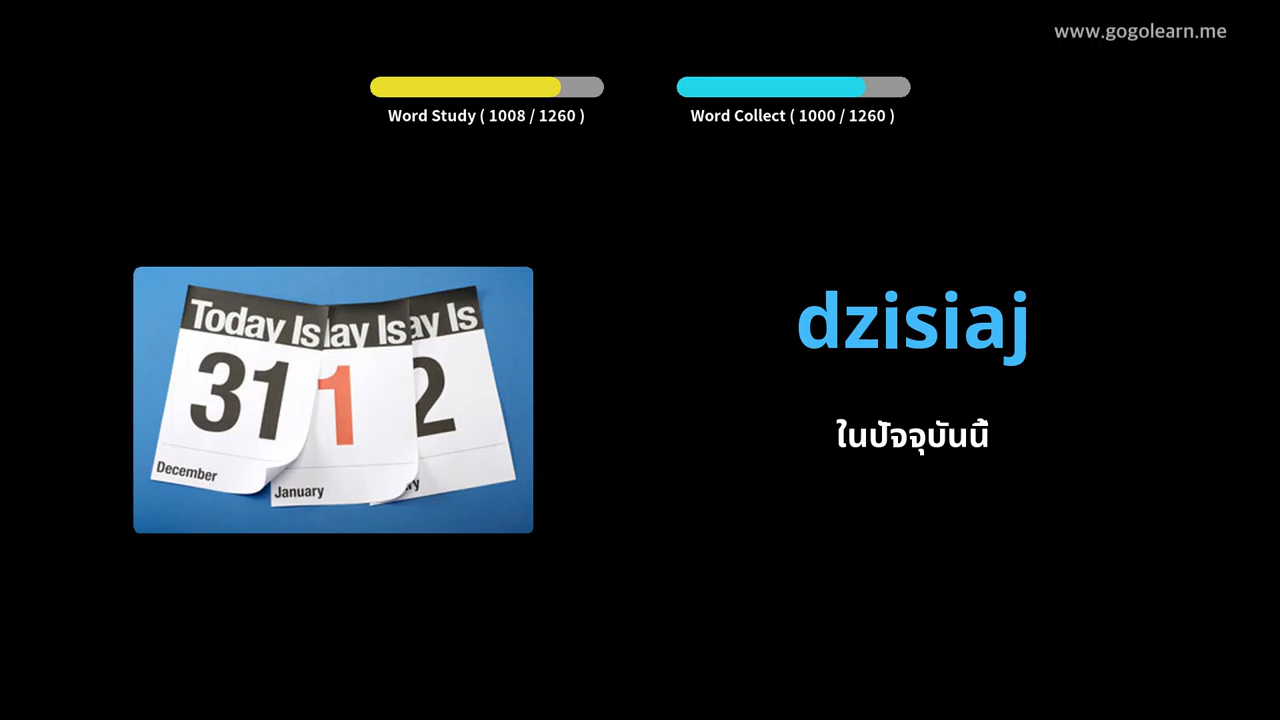 www.gogolearn.me
Word Study ( 1008 / 1260 )
Word Collect ( 1000 / 1260 )
Today Is
ay Is
ay Is
31
1
2
December
January
ry
dzisiaj
ในปัจจุบันนี้